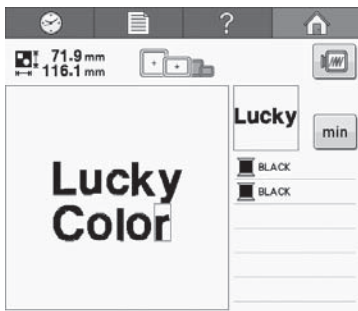 ?
71.9 mm
116.1 mm
Lucky
min
BLACK
BLACK
Lucky
Color